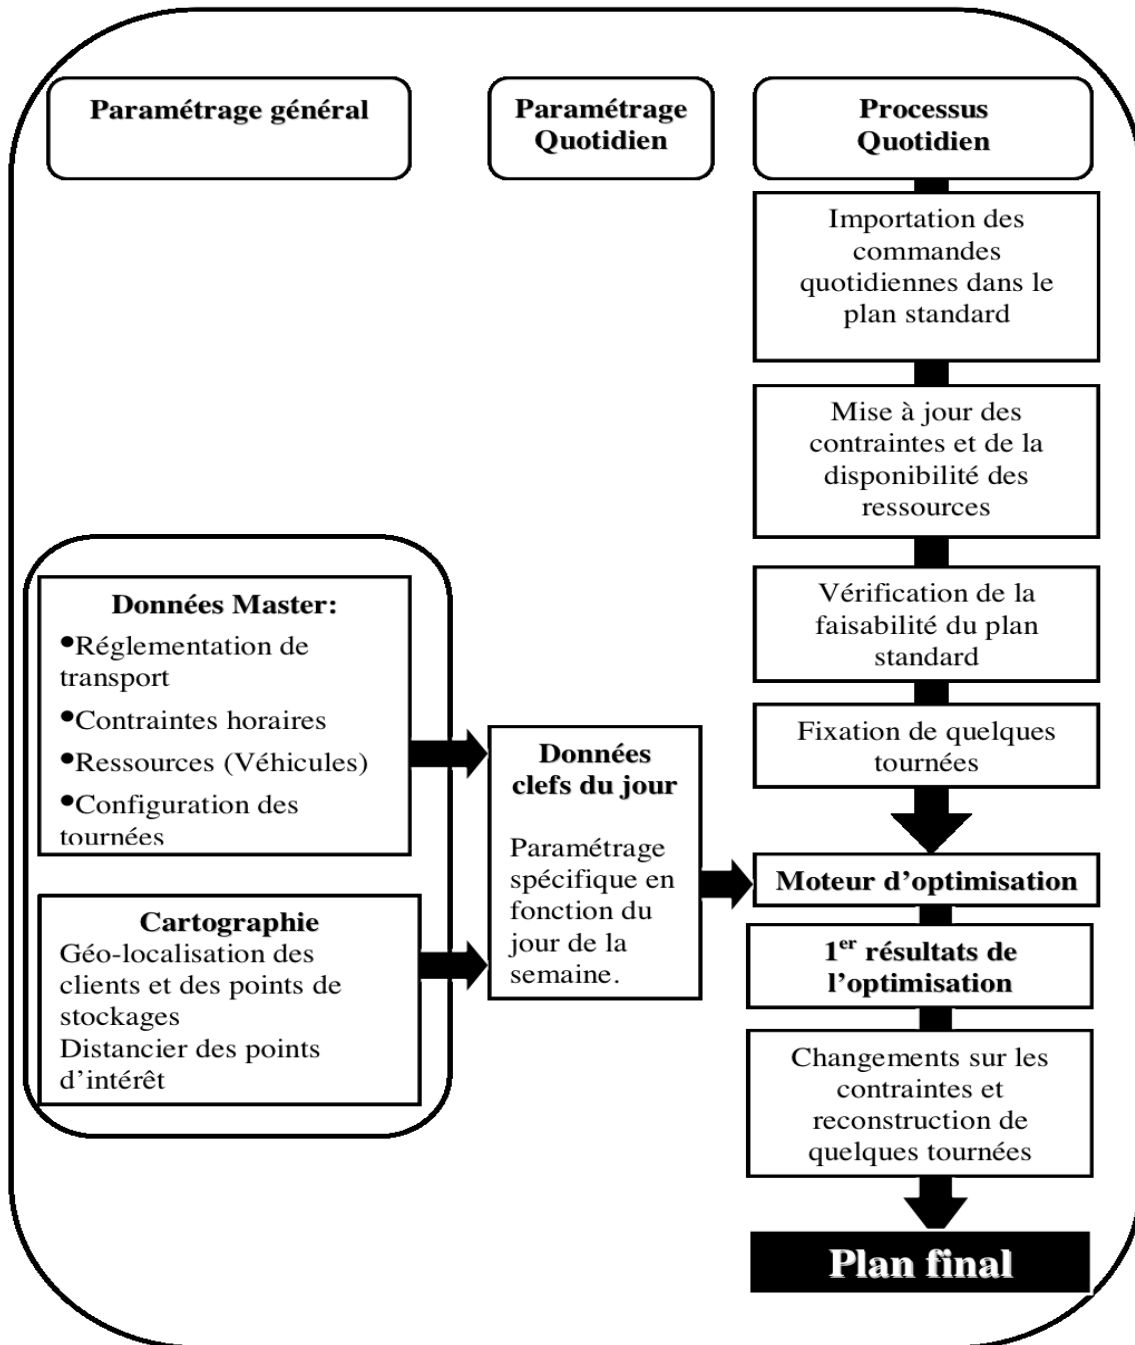 Paramétrage général
Paramétrage
Quotidien
Processus
Quotidien
Importation des
commandes
quotidiennes dans le
plan standard
Mise à jour des
contraintes et de la
disponibilité des
ressources
Vérification de la
faisabilité du plan
standard
Fixation de quelques
tournées
Données Master:
•Réglementation de
transport
•Contraintes horaires
•Ressources (Véhicules)
•Configuration des
tournées
Cartographie
Géo-localisation des
clients et des points de
stockages
Distancier des points
d’intérêt
Données
clefs du jour
Paramétrage
spécifique en
fonction du
jour de la
semaine.
Moteur d’optimisation
1er résultats de
l’optimisation
Changements sur les
contraintes et
reconstruction de
quelques tournées
Plan final